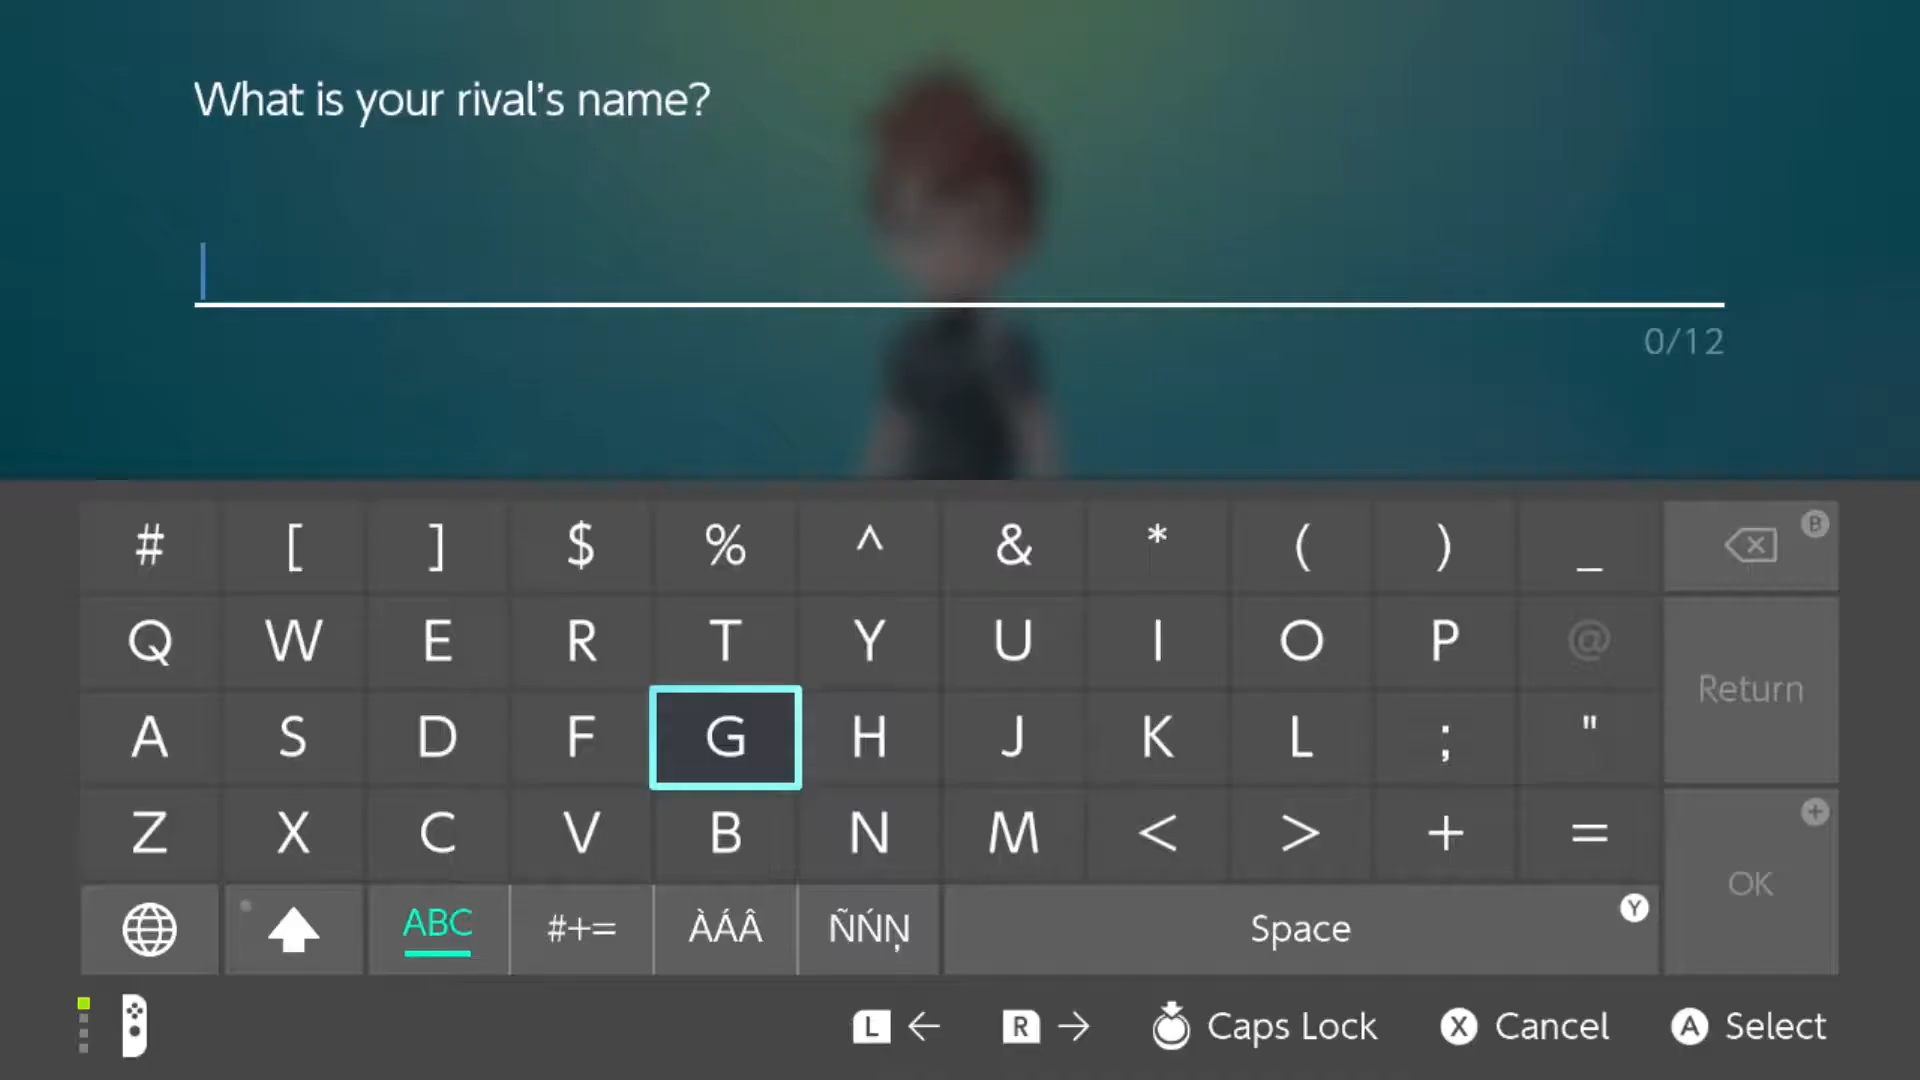 What is your rival's name?
0/12
# [ ] $ % ^ & * ( ) _ B
Q W E R T Y U I O P @
Return
A S D F G H J K L ; "
Z X C V B N M < > + = +
OK
ABC #+= ÀÁÂ ÑŃŅ Space Y
L ← R → Caps Lock X Cancel A Select